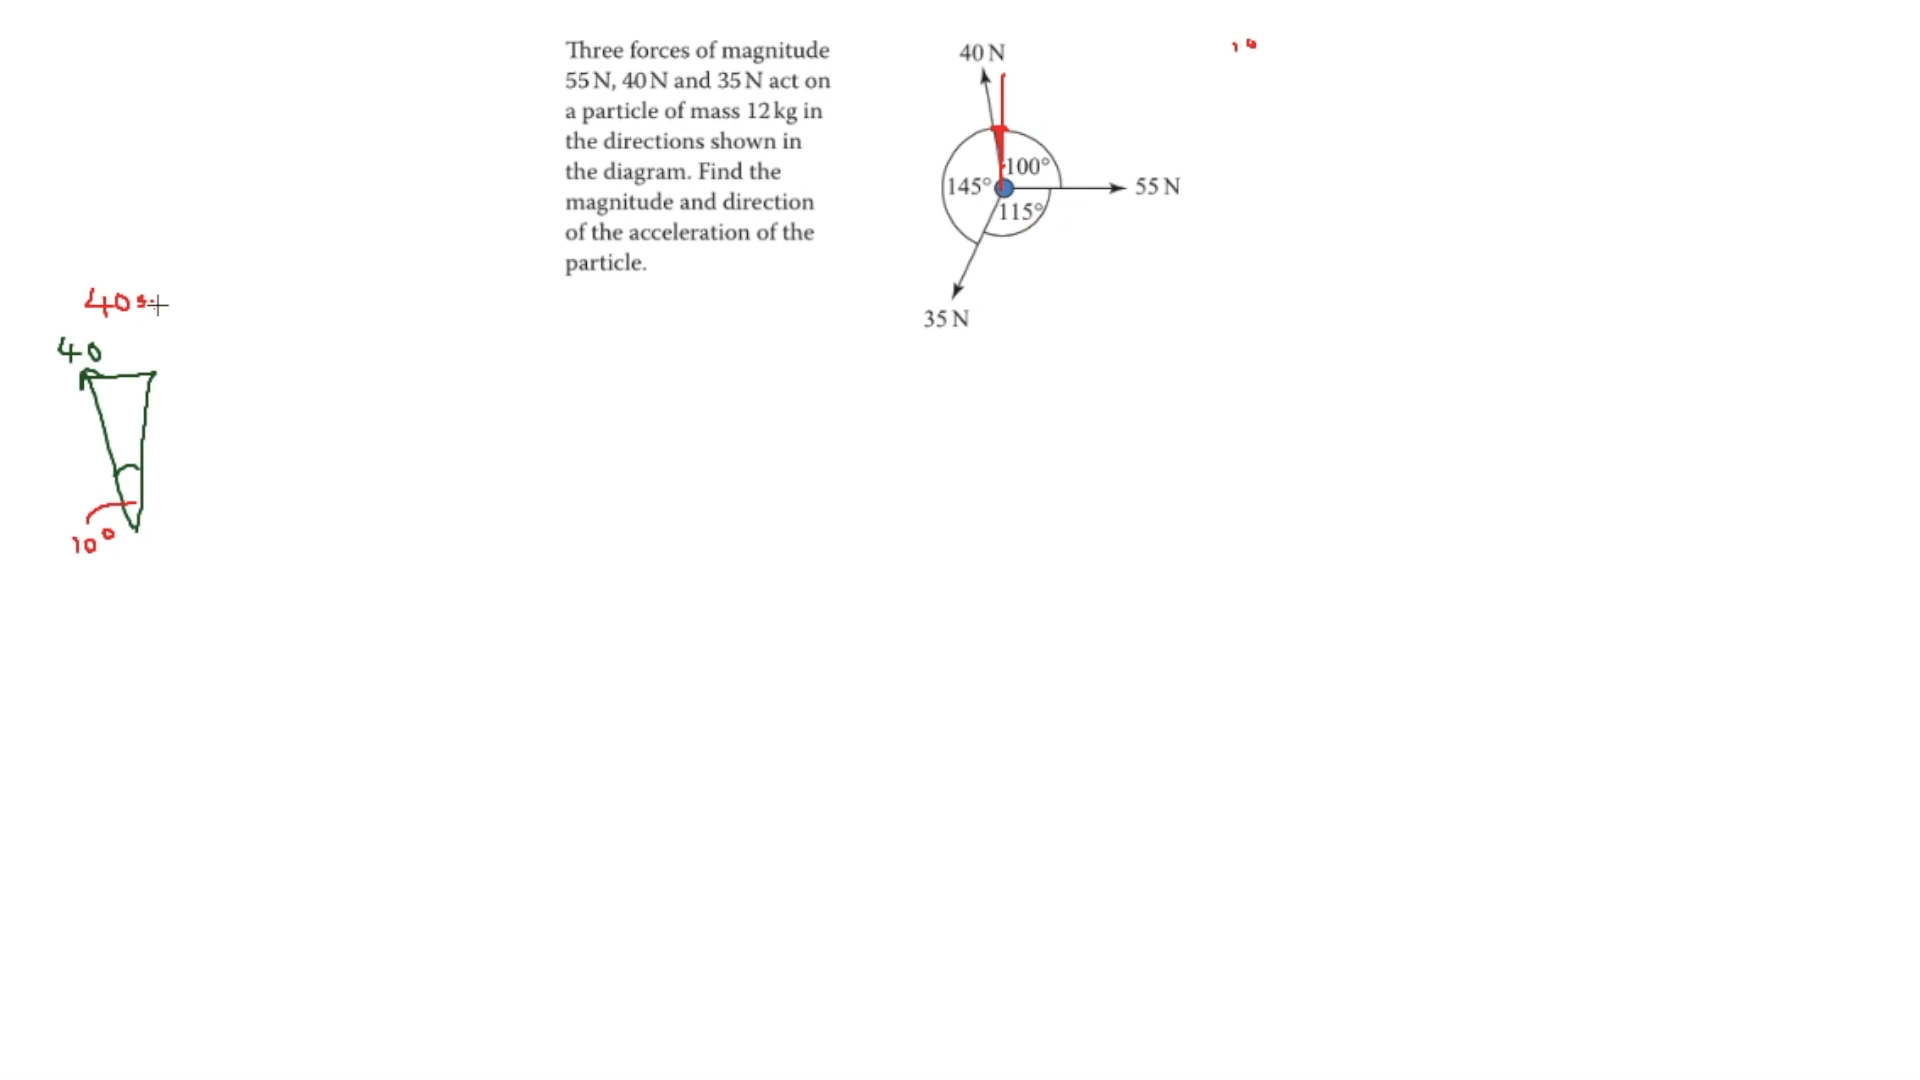 Three forces of magnitude
55 N, 40 N and 35 N act on
a particle of mass 12 kg in
the directions shown in
the diagram. Find the
magnitude and direction
of the acceleration of the
particle.
40 N
100°
145°
55 N
115°
35 N
10
40 s
40
10°